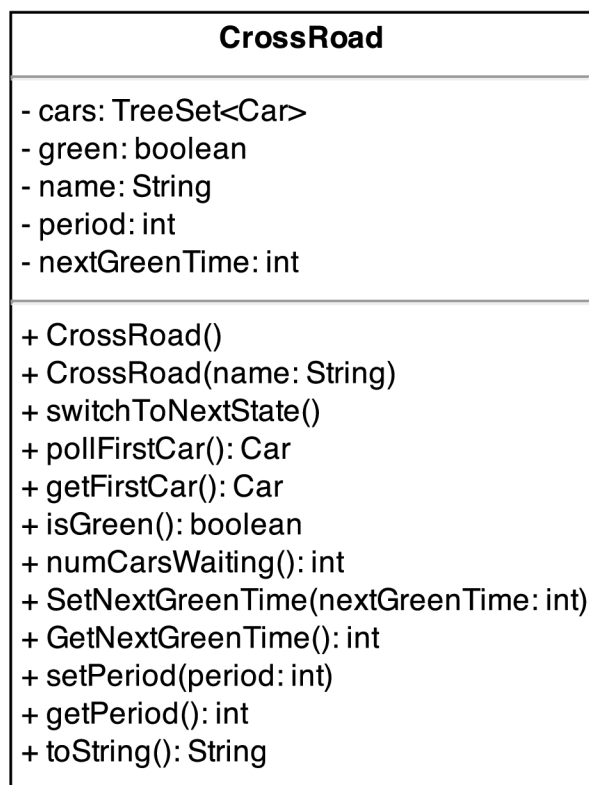 CrossRoad
- cars: TreeSet<Car>
- green: boolean
- name: String
- period: int
- nextGreenTime: int
+ CrossRoad()
+ CrossRoad(name: String)
+ switchToNextState()
+ pollFirstCar(): Car
+ getFirstCar(): Car
+ isGreen(): boolean
+ numCarsWaiting(): int
+ SetNextGreenTime(nextGreenTime: int)
+ GetNextGreenTime(): int
+ setPeriod(period: int)
+ getPeriod(): int
+ toString(): String